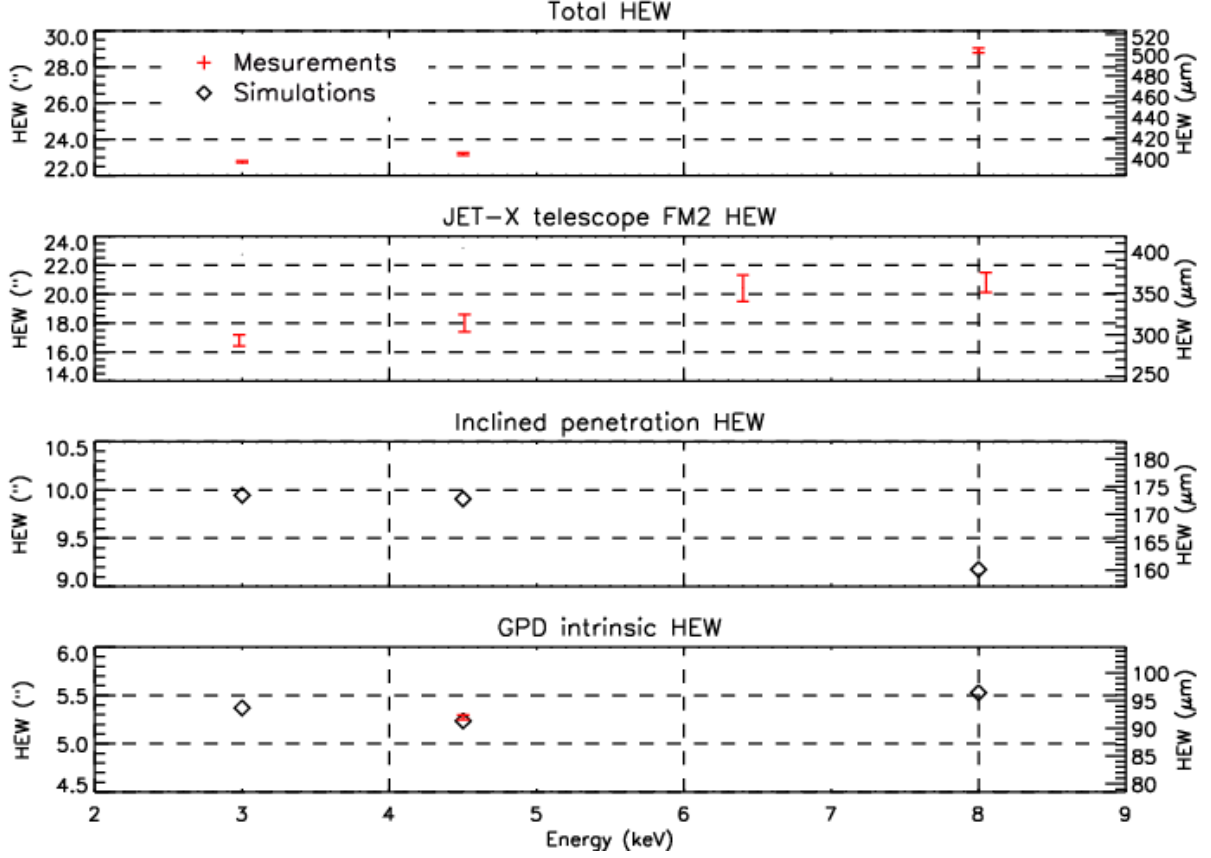 Total HEW
30.0
28.0
26.0
24.0
22.0
HEW (")
+ Mesurements
◇ Simulations
520
500
480
460
440
420
400
HEW (μm)
JET-X telescope FM2 HEW
24.0
22.0
20.0
18.0
16.0
14.0
HEW (")
400
350
300
250
HEW (μm)
Inclined penetration HEW
10.5
10.0
9.5
9.0
HEW (")
180
175
170
165
160
HEW (μm)
GPD intrinsic HEW
6.0
5.5
5.0
4.5
HEW (")
100
95
90
85
80
HEW (μm)
2 3 4 5 6 7 8 9
Energy (keV)